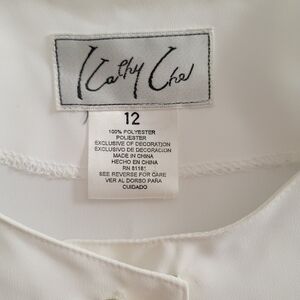 Kathy Che
12
100% POLYESTER
POLIESTER
EXCLUSIVE OF DECORATION
EXCLUSIVO DE DECORACION
MADE IN CHINA
HECHO EN CHINA
RN 81181
SEE REVERSE FOR CARE
VER AL DORSO PARA
CUIDADO